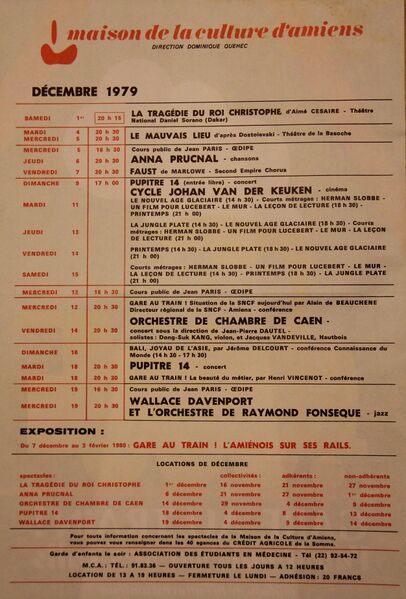 maison de la culture d'amiens
DIRECTION DOMINIQUE QUEHEC
DÉCEMBRE 1979
SAMEDI 1er 20 h 15 LA TRAGÉDIE DU ROI CHRISTOPHE, d'Aimé CESAIRE - Théâtre
National Daniel Sorano (Dakar)
MARDI 4 20 h 30
MERCREDI 5 20 h 30
LE MAUVAIS LIEU d'après Dostoievski - Théâtre de la Basoche
MERCREDI 5 18 h 30 Cours public de Jean PARIS - ŒDIPE
JEUDI 6 20 h 30 ANNA PRUCNAL - chansons
VENDREDI 7 20 h 30 FAUST de MARLOWE - Second Empire Chorus
DIMANCHE 9 17 h 00 PUPITRE 14 (entrée libre) - concert
CYCLE JOHAN VAN DER KEUKEN - cinéma
MARDI 11 LE NOUVEL AGE GLACIAIRE (14 h 30) - Courts métrages : HERMAN SLOBBE -
UN FILM POUR LUCEBERT - LE MUR - LA LEÇON DE LECTURE (18 h 30) -
PRINTEMPS (21 h 00)
JEUDI 13 LA JUNGLE PLATE (14 h 30) - LE NOUVEL AGE GLACIAIRE (18 h 30) - Courts
métrages : HERMAN SLOBBE - UN FILM POUR LUCEBERT - LE MUR - LA LEÇON
DE LECTURE (21 h 00)
VENDREDI 14 PRINTEMPS (14 h 30) - LA JUNGLE PLATE (18 h 30) - LE NOUVEL AGE GLACIAIRE
(21 h 00)
SAMEDI 15 Courts métrages : HERMAN SLOBBE - UN FILM POUR LUCEBERT - LE MUR - LA
LEÇON DE LECTURE (14 h 30) - PRINTEMPS (18 h 30) - LA JUNGLE PLATE
(21 h 00)
MERCREDI 12 18 h 30 Cours public de Jean PARIS - ŒDIPE
MERCREDI 12 20 h 30 GARE AU TRAIN ! Situation de la SNCF aujourd'hui par Alain de BEAUCHENE
Directeur régional de la SNCF - Amiens - conférence
VENDREDI 14 20 h 30 ORCHESTRE DE CHAMBRE DE CAEN -
concert sous la direction de Jean-Pierre DAUTEL -
solistes : Dong-Suk KANG, violon, et Jacques VANDEVILLE, Hautbois
DIMANCHE 16 BALI, JOYAU DE L'ASIE, par Jérôme DELCOURT - conférence Connaissance du
Monde (14 h 30 - 17 h 30)
MARDI 18 20 h 30 PUPITRE 14 - concert
MARDI 18 20 h 30 GARE AU TRAIN ! La beauté du métier, par Henri VINCENOT - conférence
MERCREDI 19 18 h 30 Cours public de Jean PARIS - ŒDIPE
MERCREDI 19 20 h 30 WALLACE DAVENPORT
ET L'ORCHESTRE DE RAYMOND FONSEQUE - jazz
EXPOSITION :
Du 7 décembre au 3 février 1980 : GARE AU TRAIN ! L'AMIÉNOIS SUR SES RAILS.
LOCATIONS DE DÉCEMBRE
spectacles : collectivités : adhérents : non-adhérents
LA TRAGÉDIE DU ROI CHRISTOPHE 1er décembre 16 novembre 21 novembre 27 novembre
ANNA PRUCNAL 6 décembre 21 novembre 27 novembre 1er décembre
ORCHESTRE DE CHAMBRE DE CAEN 14 décembre 29 novembre 4 décembre 9 décembre
PUPITRE 14 18 décembre 4 décembre 8 décembre 13 décembre
WALLACE DAVENPORT 19 décembre 4 décembre 9 décembre 14 décembre
Pour toute information concernant les spectacles de la Maison de la Culture d'Amiens,
vous pouvez vous renseigner dans les 40 agences du CRÉDIT AGRICOLE de la Somme.
Garde d'enfants le soir : ASSOCIATION DES ÉTUDIANTS EN MÉDECINE - Tél (22) 92-54-72
M.C.A. : TÉL. : 91.83.36 — OUVERTURE TOUS LES JOURS A 12 HEURES
LOCATION DE 13 A 19 HEURES — FERMETURE LE LUNDI — ADHÉSION : 20 FRANCS